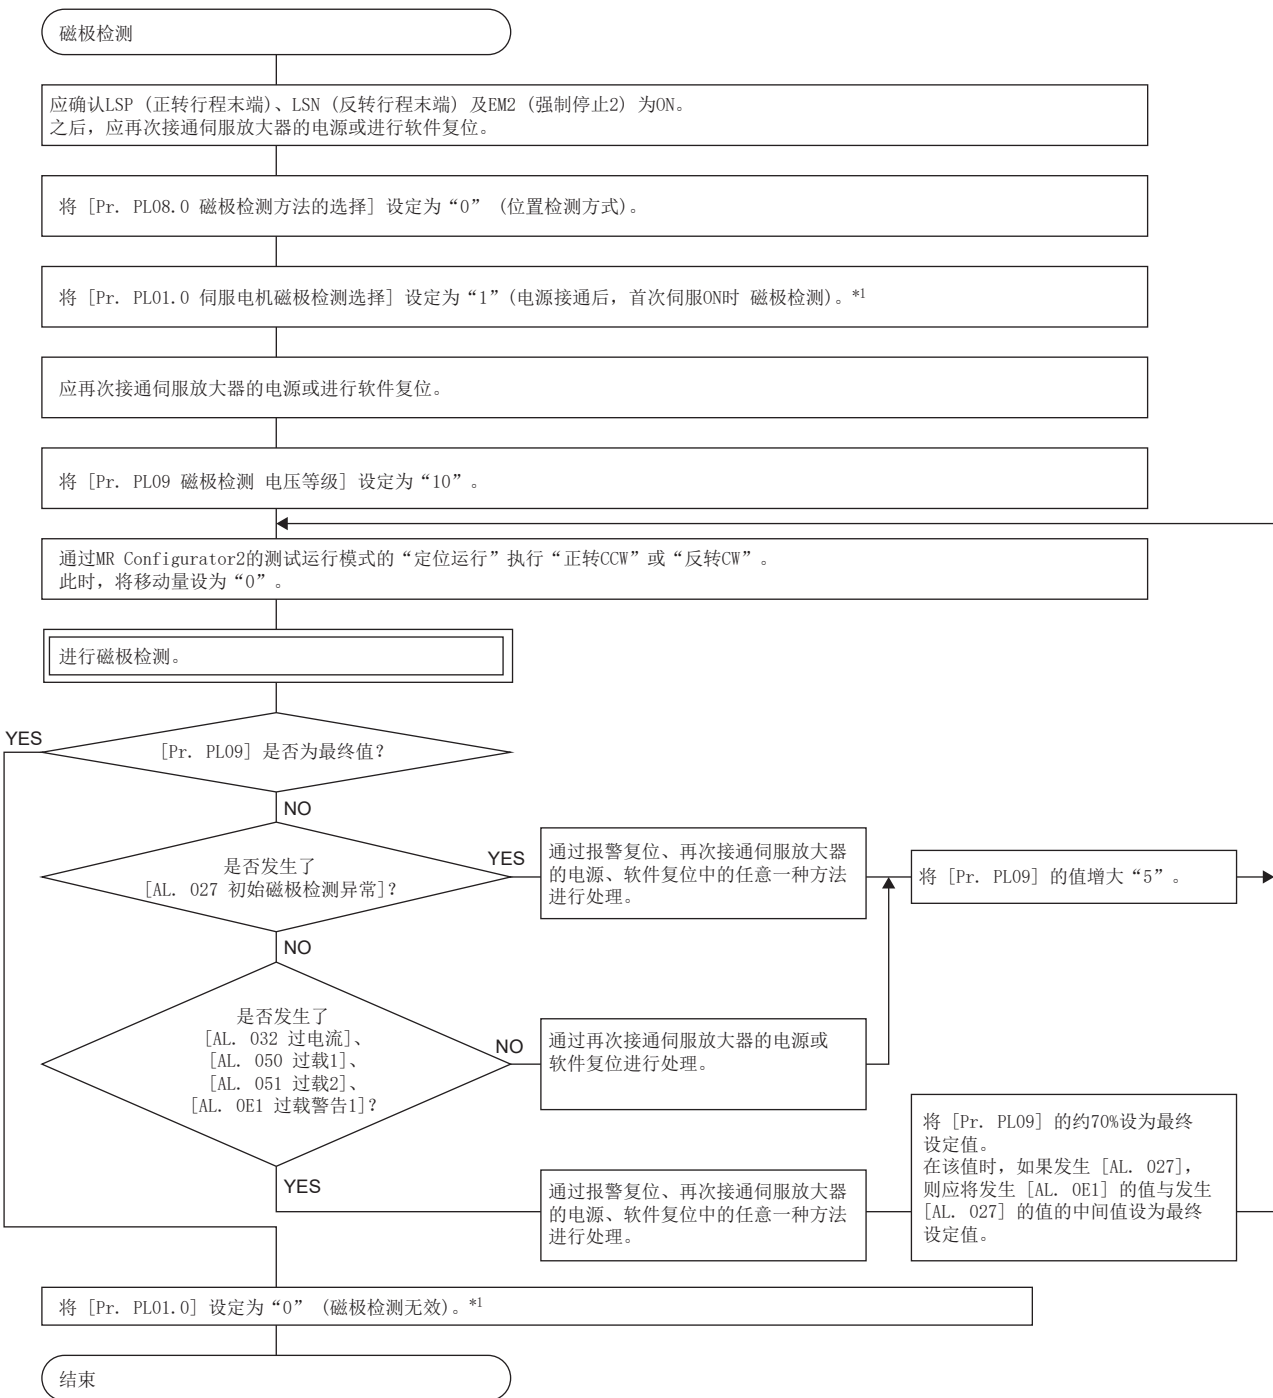 磁极检测
应确认LSP (正转行程末端)、LSN (反转行程末端) 及EM2 (强制停止2) 为ON。
之后，应再次接通伺服放大器的电源或进行软件复位。
将 [Pr. PL08.0 磁极检测方法的选择] 设定为“0” (位置检测方式)。
将 [Pr. PL01.0 伺服电机磁极检测选择] 设定为“1”(电源接通后，首次伺服ON时 磁极检测)。*1
应再次接通伺服放大器的电源或进行软件复位。
将 [Pr. PL09 磁极检测 电压等级] 设定为“10”。
通过MR Configurator2的测试运行模式的“定位运行”执行“正转CCW”或“反转CW”。
此时，将移动量设为“0”。
进行磁极检测。
YES
[Pr. PL09] 是否为最终值？
NO
是否发生了
[AL. 027 初始磁极检测异常]？
YES
通过报警复位、再次接通伺服放大器
的电源、软件复位中的任意一种方法
进行处理。
将 [Pr. PL09] 的值增大“5”。
NO
是否发生了
[AL. 032 过电流]、
[AL. 050 过载1]、
[AL. 051 过载2]、
[AL. 0E1 过载警告1]？
NO
通过再次接通伺服放大器的电源或
软件复位进行处理。
YES
通过报警复位、再次接通伺服放大器
的电源、软件复位中的任意一种方法
进行处理。
将 [Pr. PL09] 的约70%设为最终
设定值。
在该值时，如果发生 [AL. 027]，
则应将发生 [AL. 0E1] 的值与发生
[AL. 027] 的值的中间值设为最终
设定值。
将 [Pr. PL01.0] 设定为“0” (磁极检测无效)。*1
结束